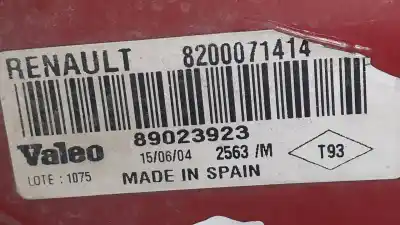 RENAULT 8200071414
89023923
Valeo 15/06/04 2563 /M T93
LOTE : 1075 MADE IN SPAIN